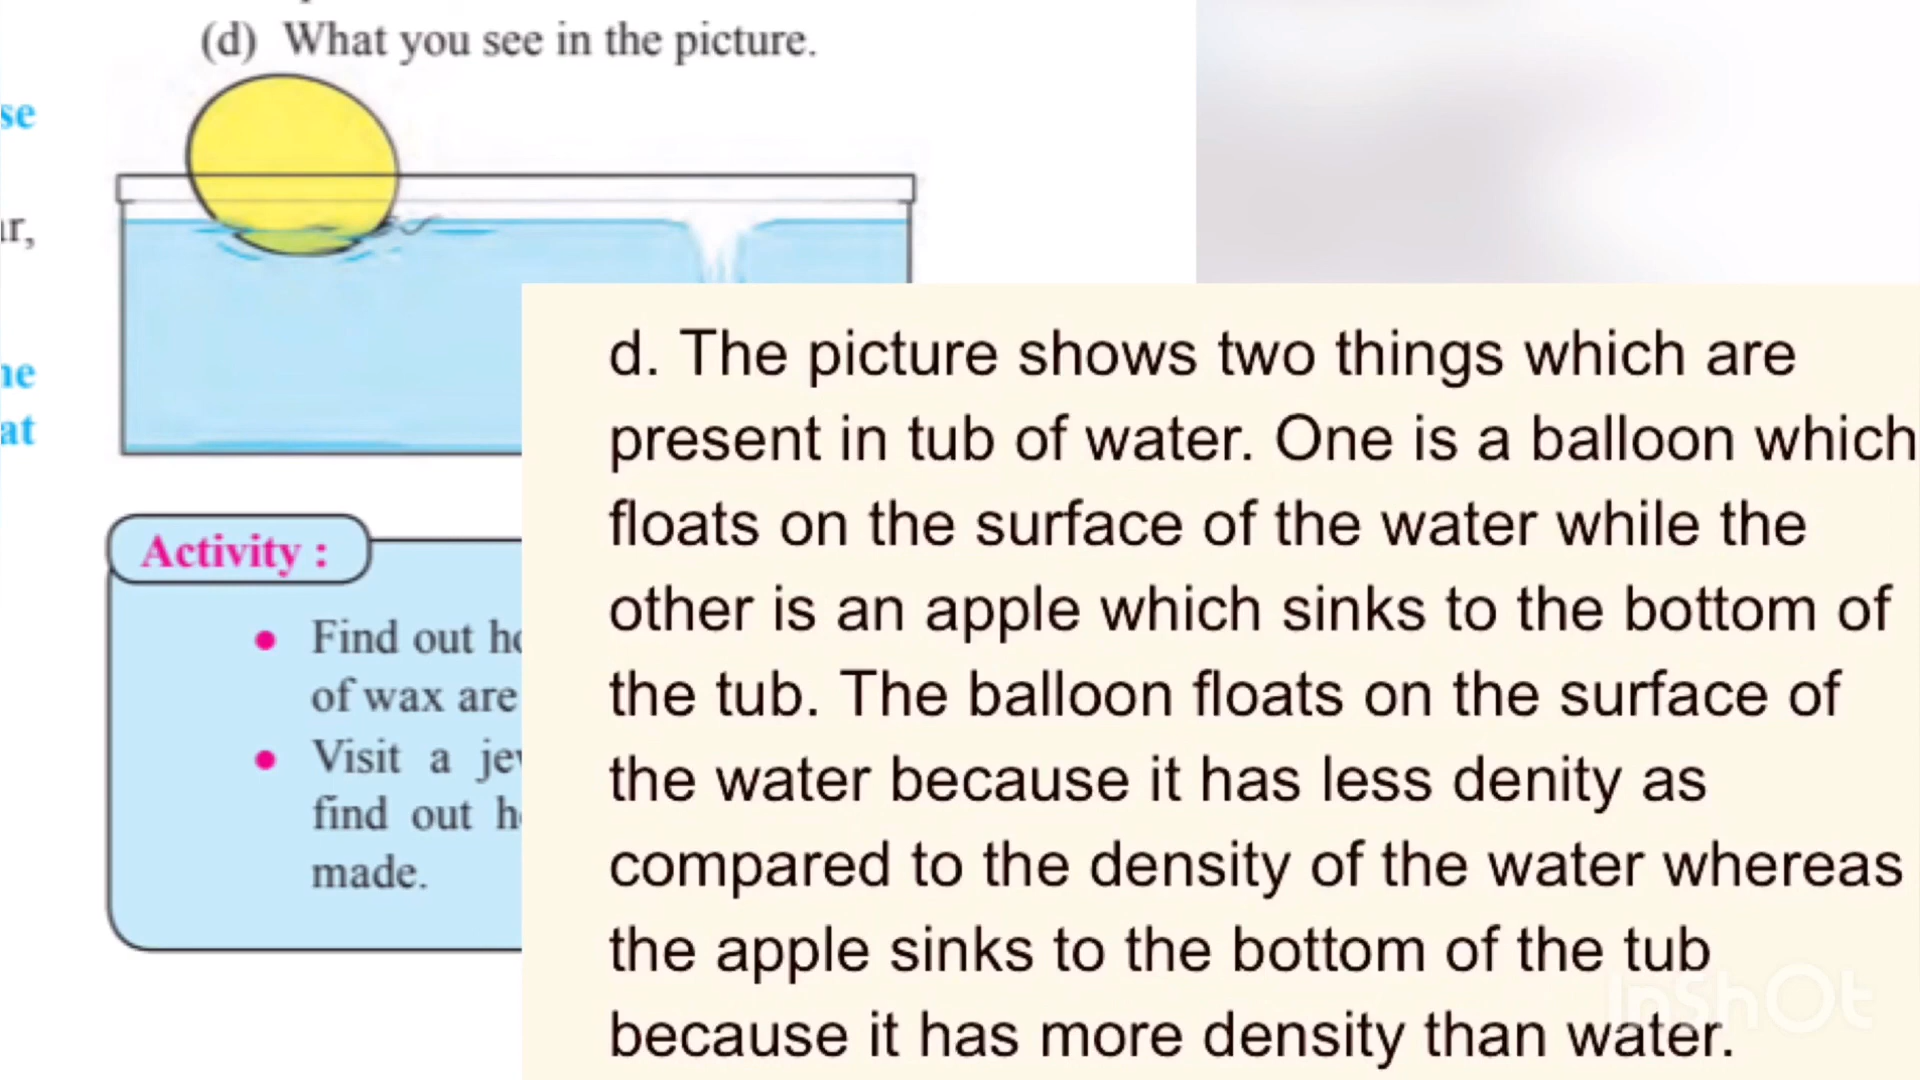 (d) What you see in the picture.
se
ar,
he
at
Activity :
● Find out ho
of wax are
● Visit a je
find out h
made.
d. The picture shows two things which are
present in tub of water. One is a balloon which
floats on the surface of the water while the
other is an apple which sinks to the bottom of
the tub. The balloon floats on the surface of
the water because it has less denity as
compared to the density of the water whereas
the apple sinks to the bottom of the tub
because it has more density than water.
InShOt